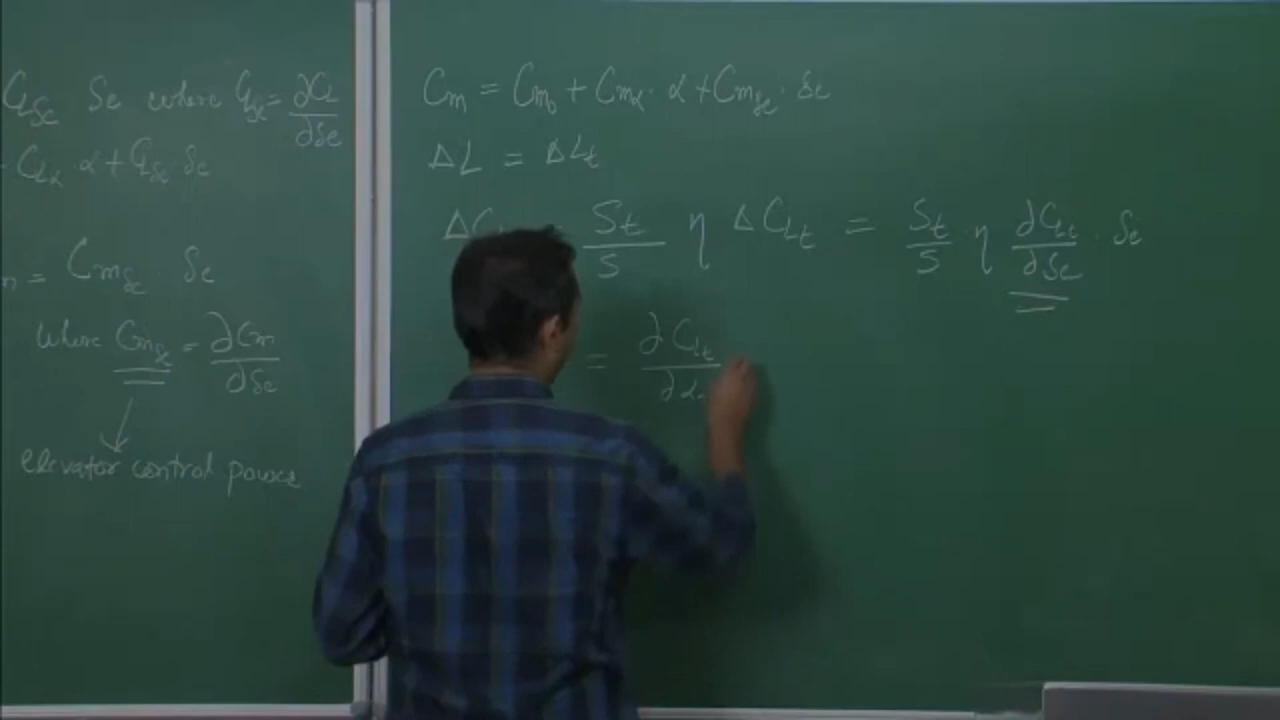 C_{L_{δe}} δe where C_{L_{δe}} = ∂C_L/∂δe
C_{L_α} · α + C_{L_{δe}} · δe
m = C_{m_{δe}} · δe
where C_{m_{δe}} = ∂C_m/∂δe
elevator control power
C_m = C_{m_0} + C_{m_α} · α + C_{m_{δe}} · δe
ΔL = ΔL_t
ΔC S_t/S η ΔC_{L_t} = S_t/S · η ∂C_{L_t}/∂δe · δe
= ∂C_{L_t}/∂α